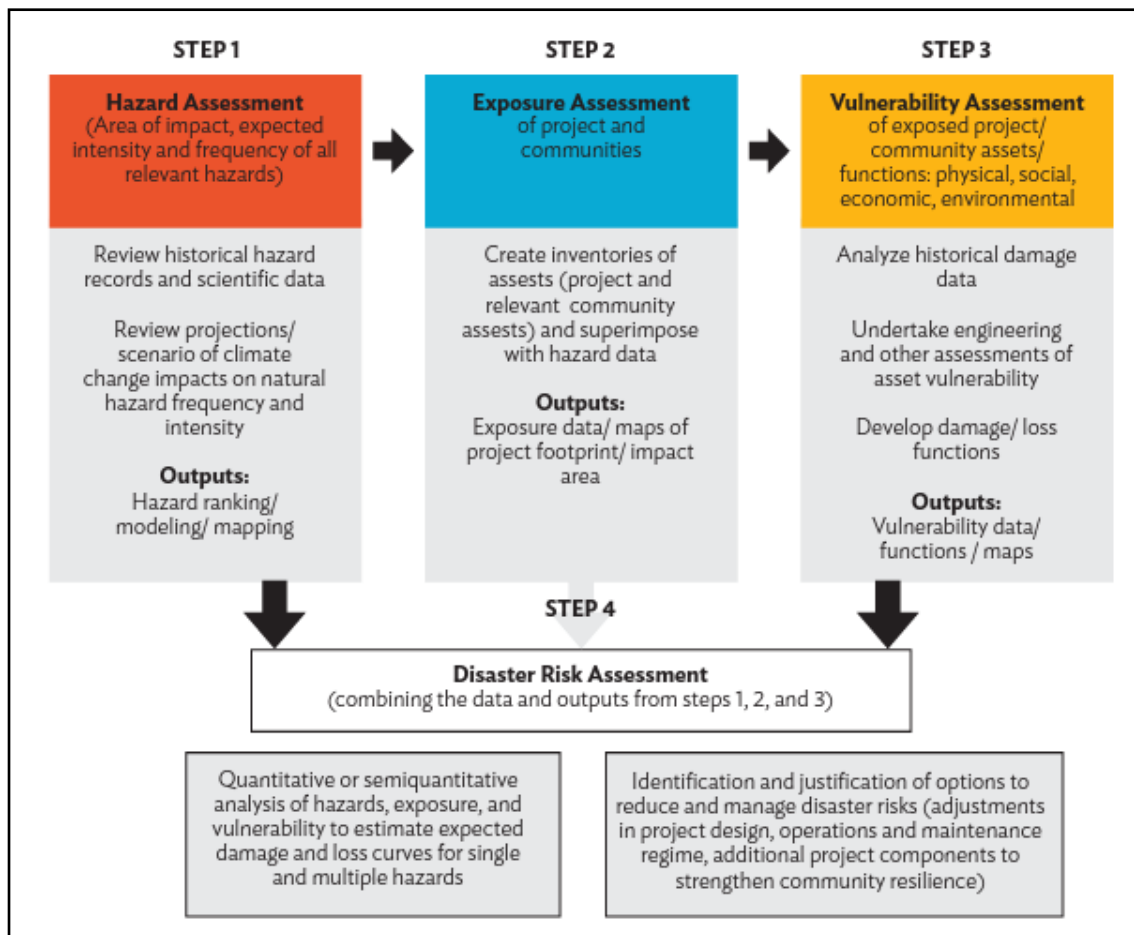 STEP 1
Hazard Assessment
(Area of impact, expected
intensity and frequency of all
relevant hazards)
Review historical hazard
records and scientific data
Review projections/
scenario of climate
change impacts on natural
hazard frequency and
intensity
Outputs:
Hazard ranking/
modeling/ mapping
STEP 2
Exposure Assessment
of project and
communities
Create inventories of
assests (project and
relevant community
assests) and superimpose
with hazard data
Outputs:
Exposure data/ maps of
project footprint/ impact
area
STEP 3
Vulnerability Assessment
of exposed project/
community assets/
functions: physical, social,
economic, environmental
Analyze historical damage
data
Undertake engineering
and other assessments of
asset vulnerability
Develop damage/ loss
functions
Outputs:
Vulnerability data/
functions / maps
STEP 4
Disaster Risk Assessment
(combining the data and outputs from steps 1, 2, and 3)
Quantitative or semiquantitative
analysis of hazards, exposure, and
vulnerability to estimate expected
damage and loss curves for single
and multiple hazards
Identification and justification of options to
reduce and manage disaster risks (adjustments
in project design, operations and maintenance
regime, additional project components to
strengthen community resilience)